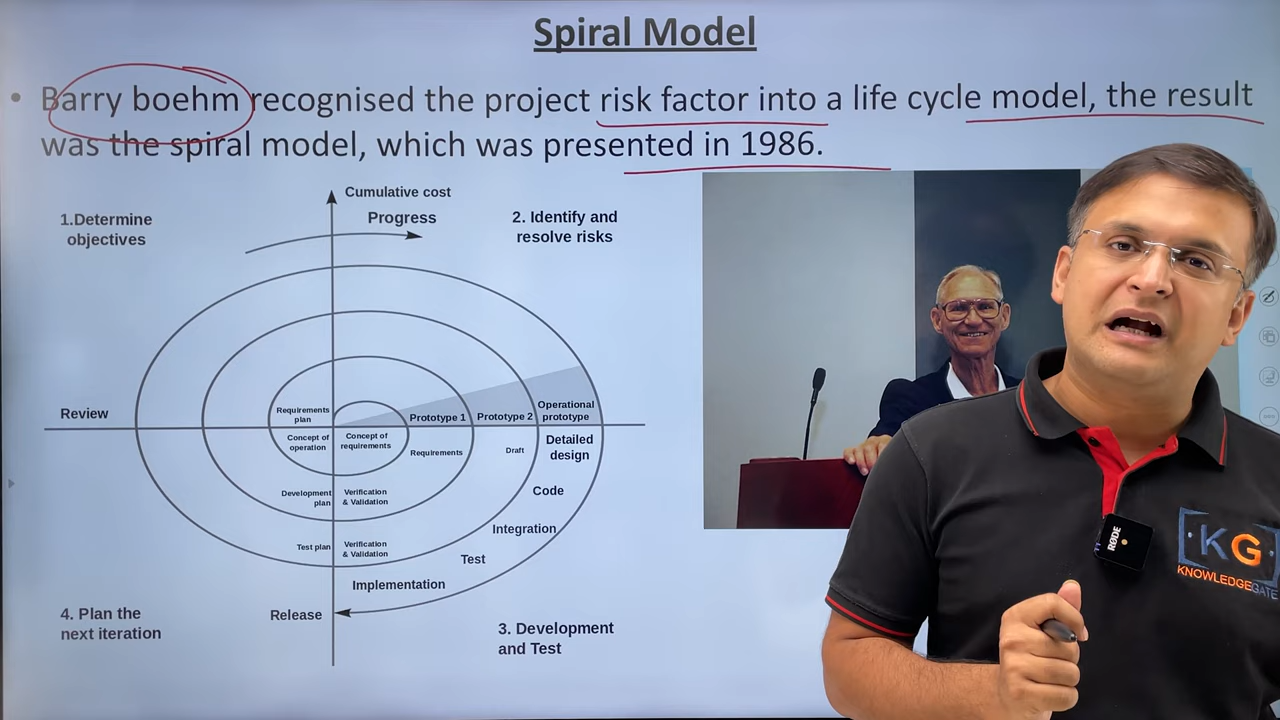 Spiral Model
• Barry boehm recognised the project risk factor into a life cycle model, the result
was the spiral model, which was presented in 1986.
Cumulative cost
Progress
1.Determine
objectives
2. Identify and
resolve risks
Review
Requirements
plan
Prototype 1
Prototype 2
Operational
prototype
Concept of
operation
Concept of
requirements
Requirements
Draft
Detailed
design
Development
plan
Verification
& Validation
Code
Integration
Test plan
Verification
& Validation
Test
Implementation
Release
4. Plan the
next iteration
3. Development
and Test
RØDE
KG
KNOWLEDGEGATE